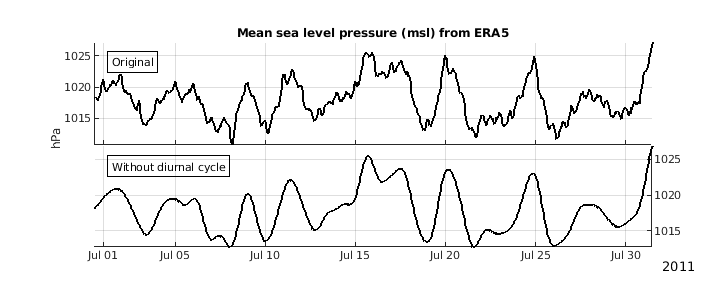 Mean sea level pressure (msl) from ERA5
Original
1025
1020
1015
hPa
Without diurnal cycle
1025
1020
1015
Jul 01 Jul 05 Jul 10 Jul 15 Jul 20 Jul 25 Jul 30
2011